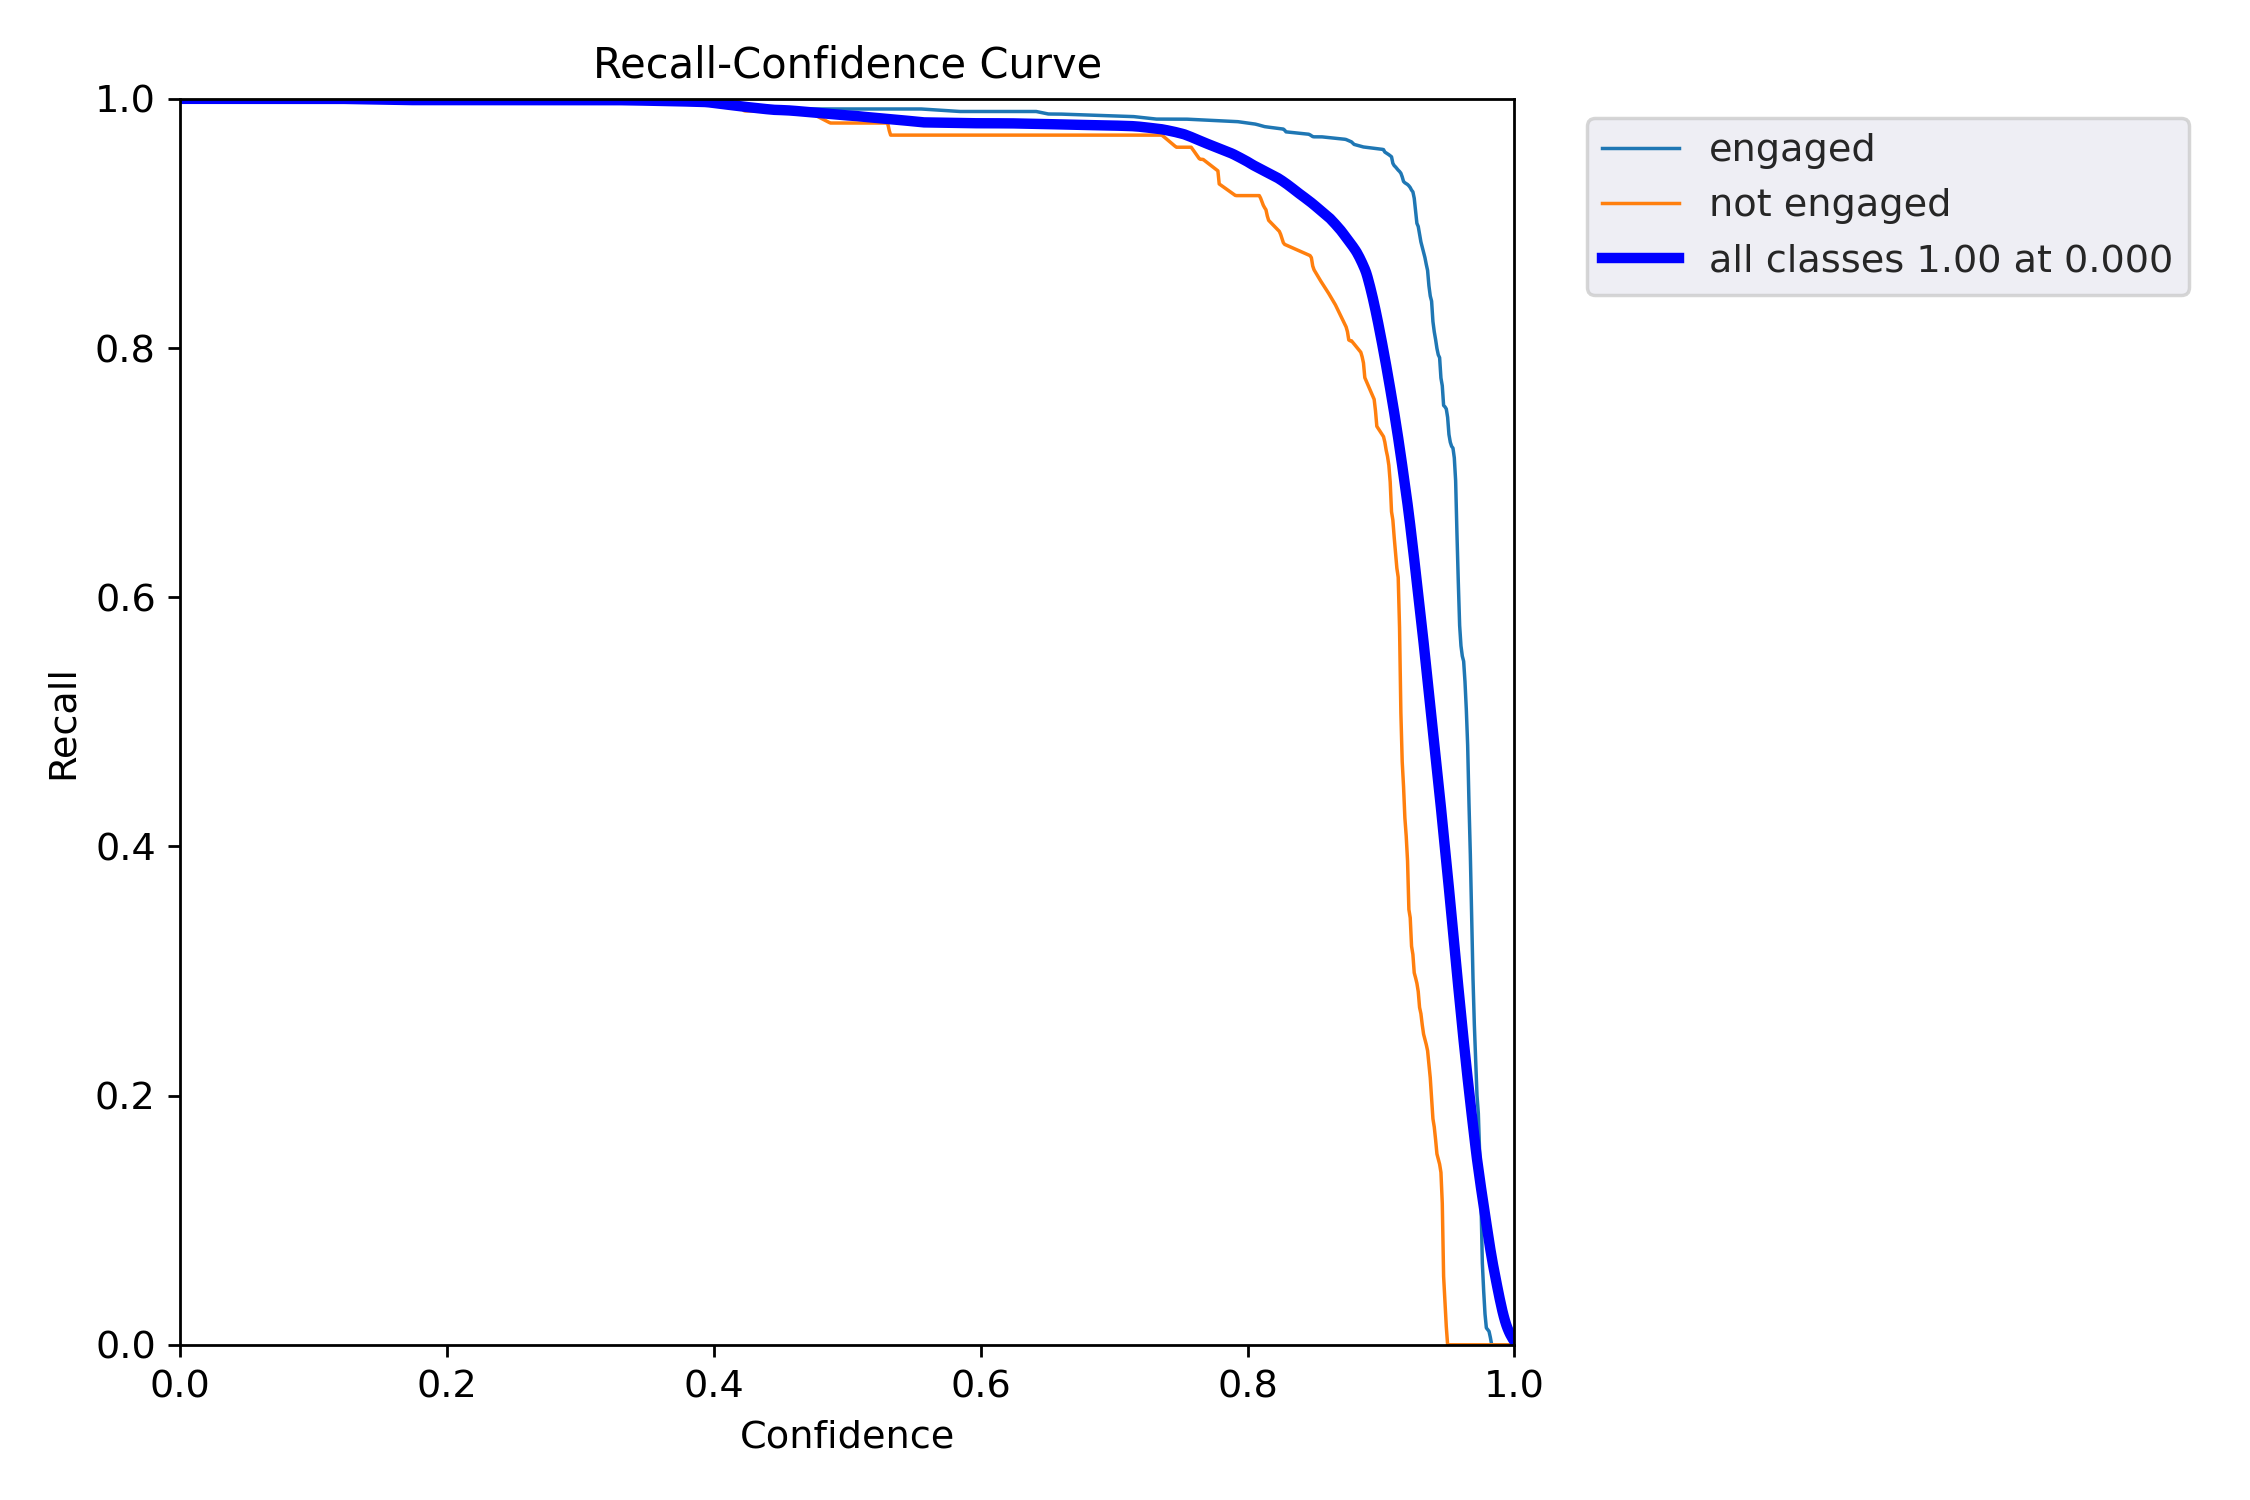 Recall-Confidence Curve
1.0
0.8
0.6
0.4
0.2
0.0
Recall
0.0 0.2 0.4 0.6 0.8 1.0
Confidence
engaged
not engaged
all classes 1.00 at 0.000